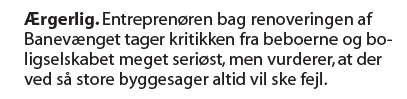 Ærgerlig. Entreprenøren bag renoveringen af
Banevænget tager kritikken fra beboerne og bo-
ligselskabet meget seriøst, men vurderer, at der
ved så store byggesager altid vil ske fejl.